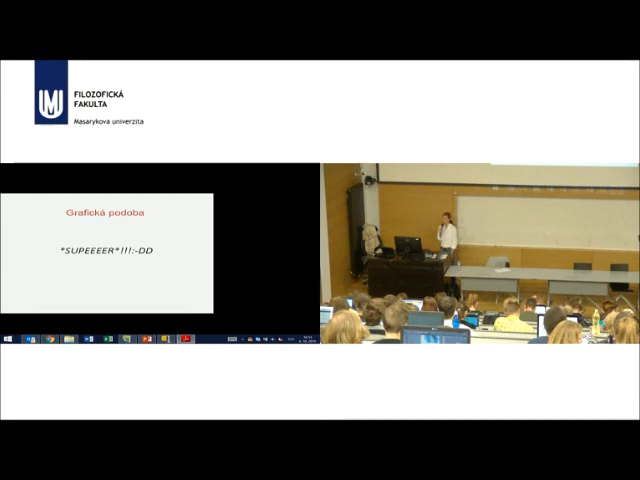 FILOZOFICKÁ
FAKULTA
Masarykova univerzita
Grafická podoba
*SUPEEEER*!!!:-DD